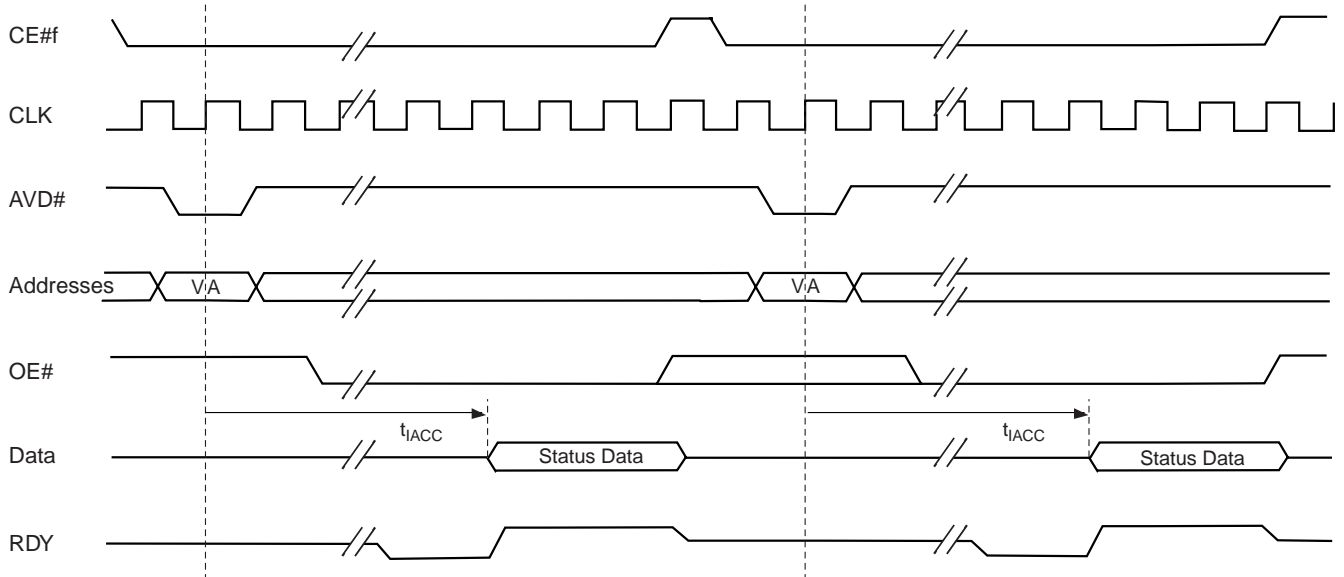 CE#f
CLK
AVD#
Addresses VA VA
OE#
tIACC tIACC
Data Status Data Status Data
RDY